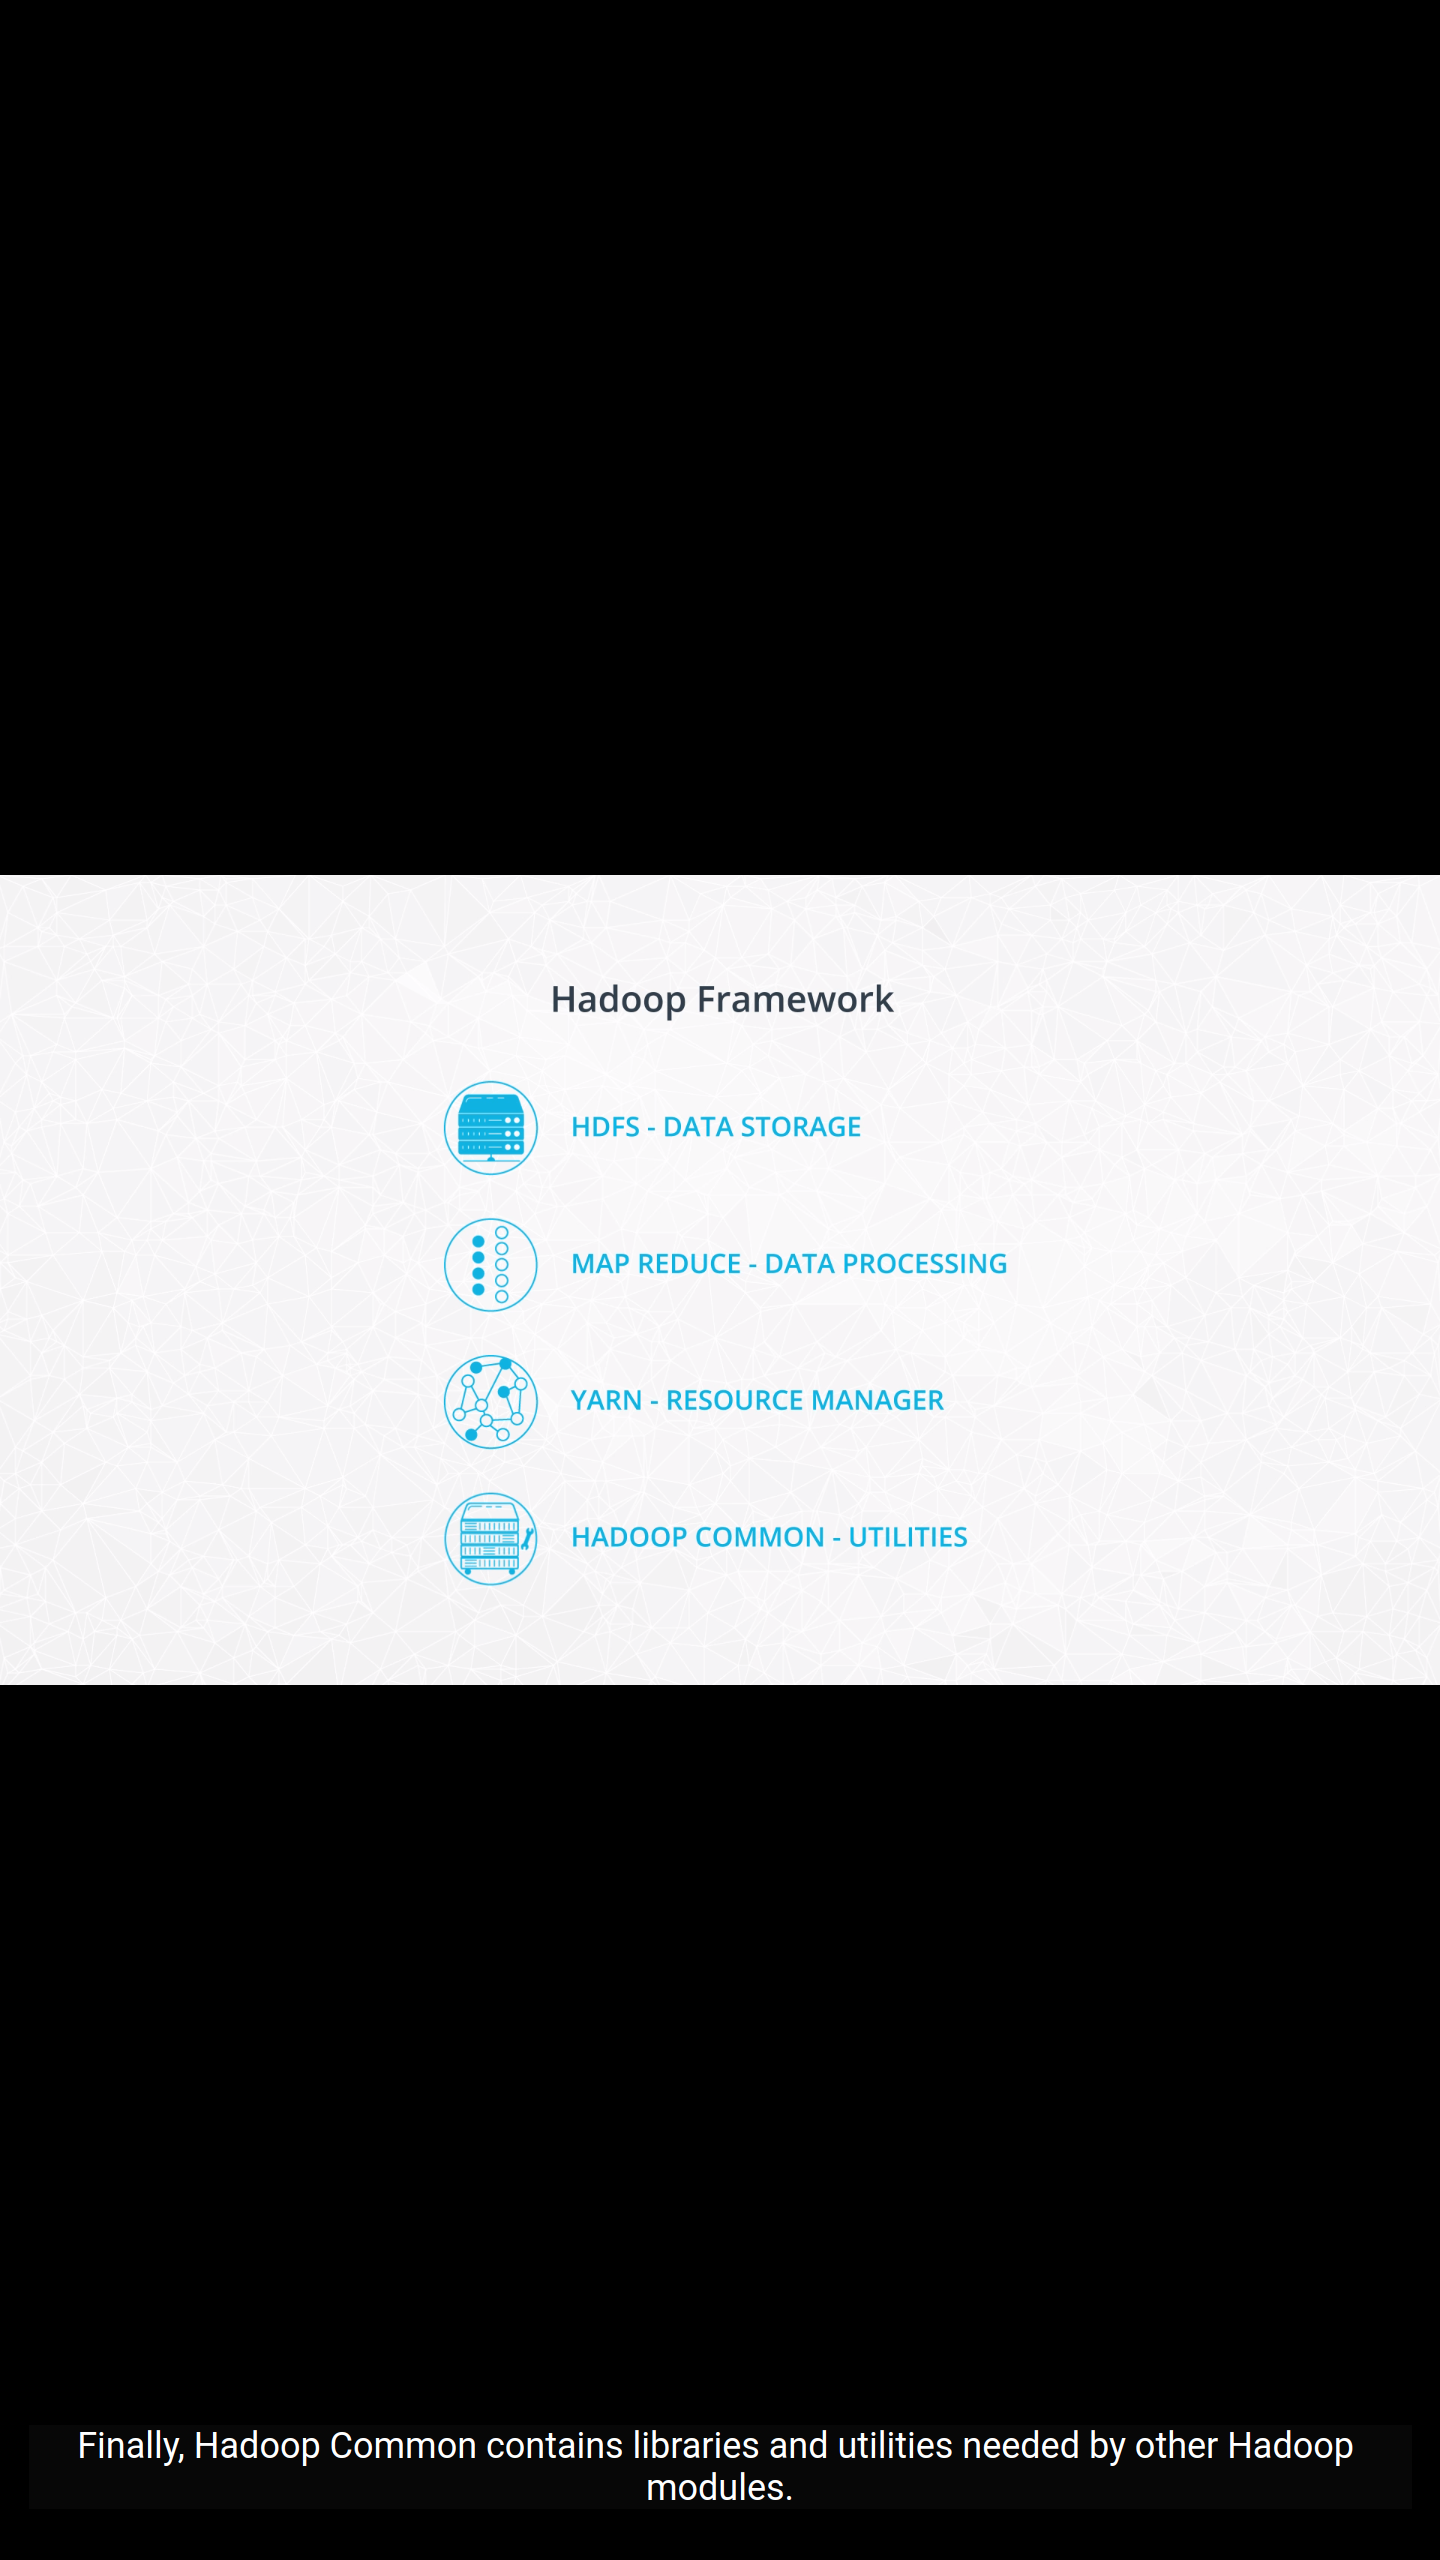 Hadoop Framework
HDFS - DATA STORAGE
MAP REDUCE - DATA PROCESSING
YARN - RESOURCE MANAGER
HADOOP COMMON - UTILITIES
Finally, Hadoop Common contains libraries and utilities needed by other Hadoop
modules.